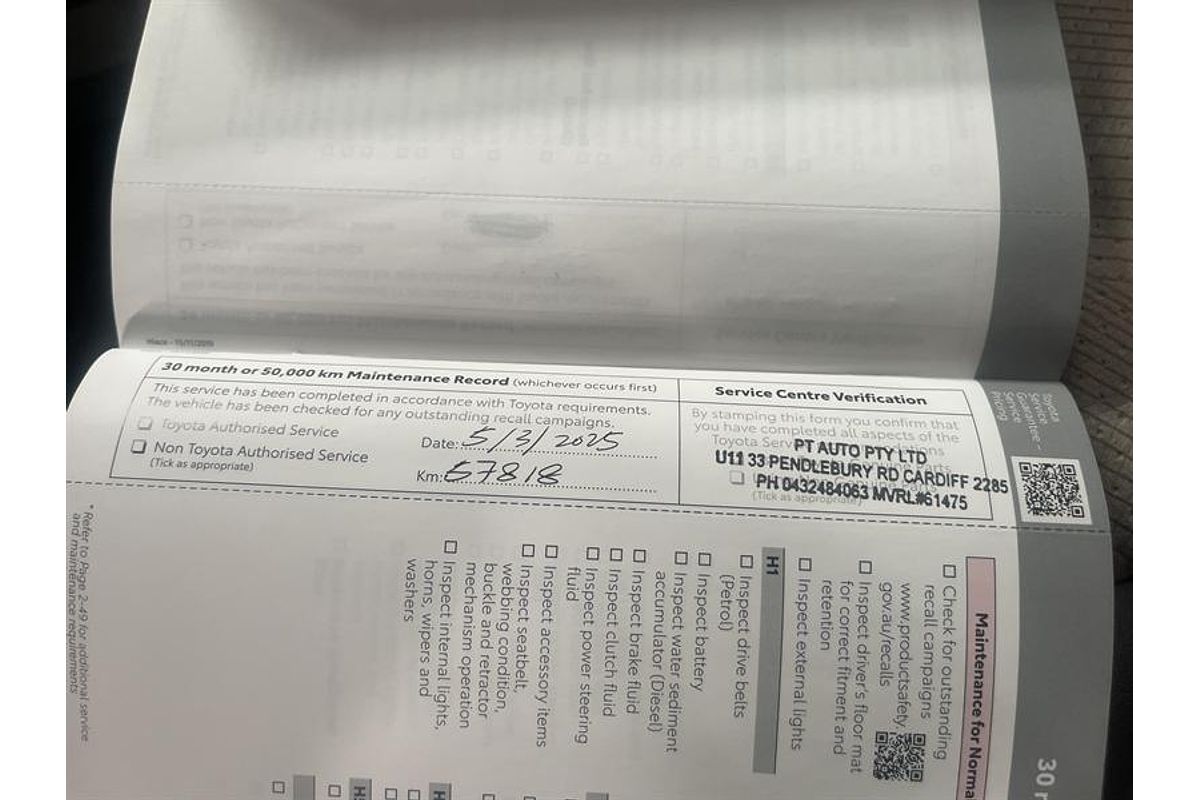 Hiace - 15/11/2019
30 month or 50,000 km Maintenance Record (whichever occurs first)
This service has been completed in accordance with Toyota requirements.
The vehicle has been checked for any outstanding recall campaigns.
Toyota Authorised Service
Non Toyota Authorised Service
(Tick as appropriate)
Date: 5/3/2025
Km: 57818
Service Centre Verification
By stamping this form you confirm that
you have completed all aspects of the
Toyota
PT AUTO PTY LTD
U11 33 PENDLEBURY RD CARDIFF 2285
PH 0432484063 MVRL#61475
(Tick as appropriate)
Toyota
Service
Guarantee -
Service
Pricing
30
Maintenance for Norma
Check for outstanding
recall campaigns
www.productsafety.
gov.au/recalls
Inspect driver's floor mat
for correct fitment and
retention
Inspect external lights
H1
Inspect drive belts
(Petrol)
Inspect battery
Inspect water sediment
accumulator (Diesel)
Inspect brake fluid
Inspect clutch fluid
Inspect power steering
fluid
Inspect accessory items
Inspect seatbelt,
webbing condition,
buckle and retractor
mechanism operation
Inspect internal lights,
horns, wipers and
washers
* Refer to Page 2-49 for additional service
and maintenance requirements